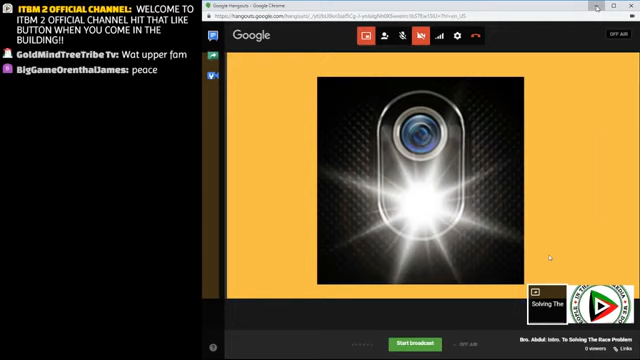 ITBM 2 OFFICIAL CHANNEL: WELCOME TO
ITBM 2 OFFICIAL CHANNEL HIT THAT LIKE
BUTTON WHEN YOU COME IN THE
BUILDING!!
GoldMindTreeTribe Tv: Wat upper fam
BigGameOrenthalJames: peace
Google Hangouts - Google Chrome
Google
OFF AIR
Solving The
Start broadcast
OFF AIR
Bro. Abdul: Intro. To Solving The Race Problem
0 viewers
Links